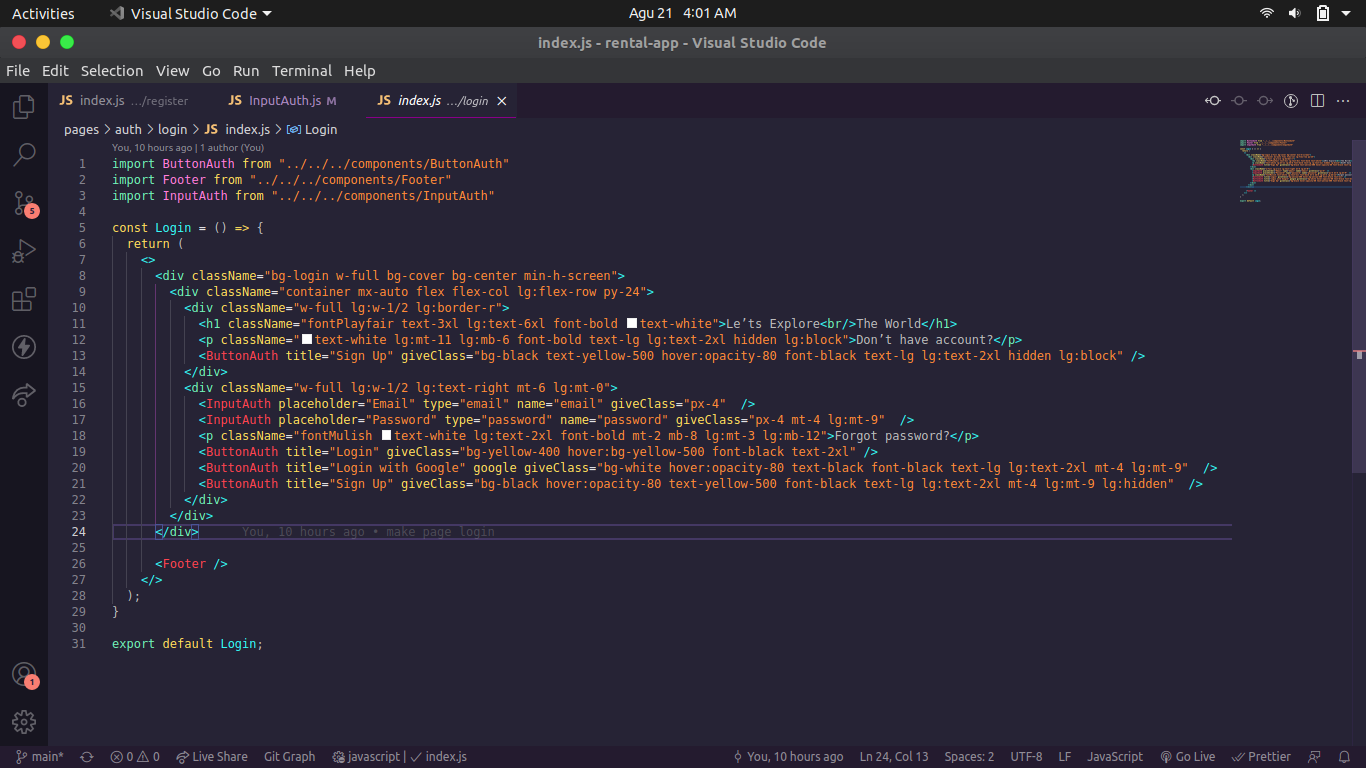 Activities Visual Studio Code Agu 21 4:01 AM
index.js - rental-app - Visual Studio Code
File Edit Selection View Go Run Terminal Help
JS index.js .../register JS InputAuth.js M JS index.js .../login
pages > auth > login > JS index.js > Login
You, 10 hours ago | 1 author (You)
1 import ButtonAuth from "../../../components/ButtonAuth"
2 import Footer from "../../../components/Footer"
3 import InputAuth from "../../../components/InputAuth"
4
5 const Login = () => {
6 return (
7 <>
8 <div className="bg-login w-full bg-cover bg-center min-h-screen">
9 <div className="container mx-auto flex flex-col lg:flex-row py-24">
10 <div className="w-full lg:w-1/2 lg:border-r">
11 <h1 className="fontPlayfair text-3xl lg:text-6xl font-bold text-white">Le’ts Explore<br/>The World</h1>
12 <p className="text-white lg:mt-11 lg:mb-6 font-bold text-lg lg:text-2xl hidden lg:block">Don’t have account?</p>
13 <ButtonAuth title="Sign Up" giveClass="bg-black text-yellow-500 hover:opacity-80 font-black text-lg lg:text-2xl hidden lg:block" />
14 </div>
15 <div className="w-full lg:w-1/2 lg:text-right mt-6 lg:mt-0">
16 <InputAuth placeholder="Email" type="email" name="email" giveClass="px-4"  />
17 <InputAuth placeholder="Password" type="password" name="password" giveClass="px-4 mt-4 lg:mt-9"  />
18 <p className="fontMulish text-white lg:text-2xl font-bold mt-2 mb-8 lg:mt-3 lg:mb-12">Forgot password?</p>
19 <ButtonAuth title="Login" giveClass="bg-yellow-400 hover:bg-yellow-500 font-black text-2xl" />
20 <ButtonAuth title="Login with Google" google giveClass="bg-white hover:opacity-80 text-black font-black text-lg lg:text-2xl mt-4 lg:mt-9"  />
21 <ButtonAuth title="Sign Up" giveClass="bg-black hover:opacity-80 text-yellow-500 font-black text-lg lg:text-2xl mt-4 lg:mt-9 lg:hidden"  />
22 </div>
23 </div>
24 </div> You, 10 hours ago • make page login
25
26 <Footer />
27 </>
28 );
29 }
30
31 export default Login;
5
1
main* 0 0 Live Share Git Graph javascript | index.js You, 10 hours ago Ln 24, Col 13 Spaces: 2 UTF-8 LF JavaScript Go Live Prettier